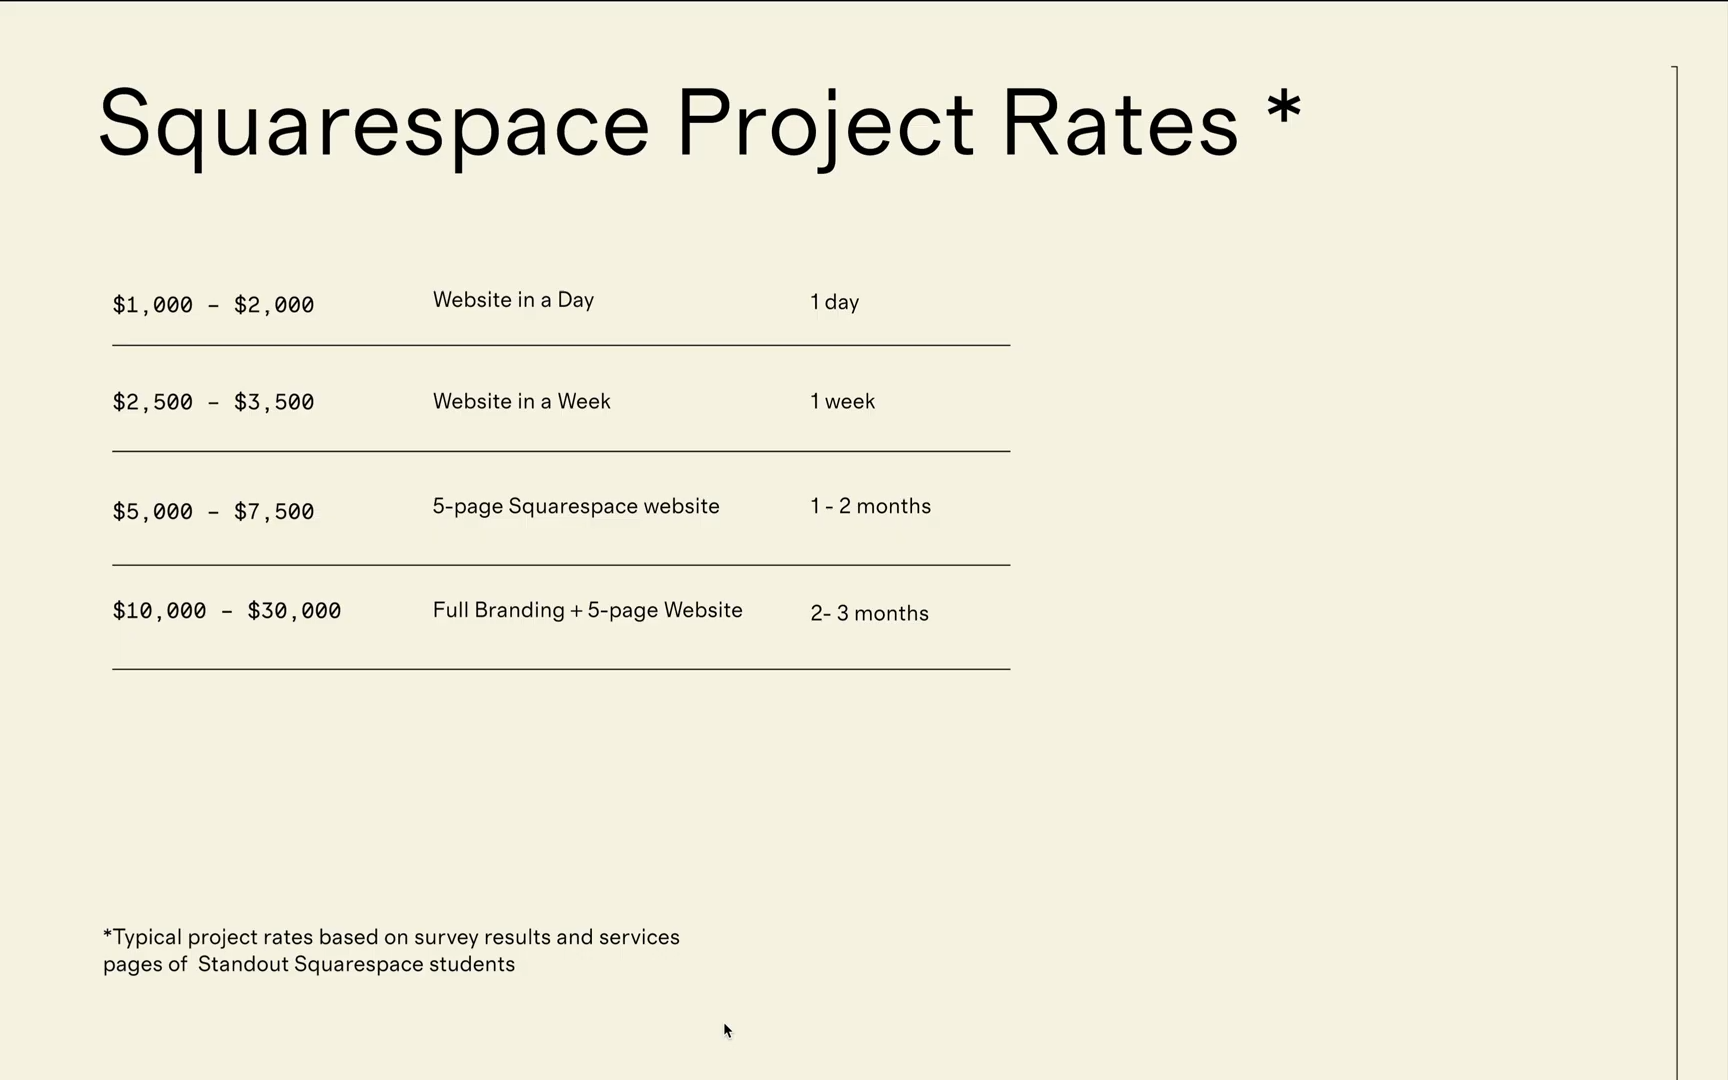 Squarespace Project Rates *
$1,000 – $2,000 Website in a Day 1 day
$2,500 – $3,500 Website in a Week 1 week
$5,000 – $7,500 5-page Squarespace website 1 - 2 months
$10,000 – $30,000 Full Branding + 5-page Website 2- 3 months
*Typical project rates based on survey results and services
pages of  Standout Squarespace students